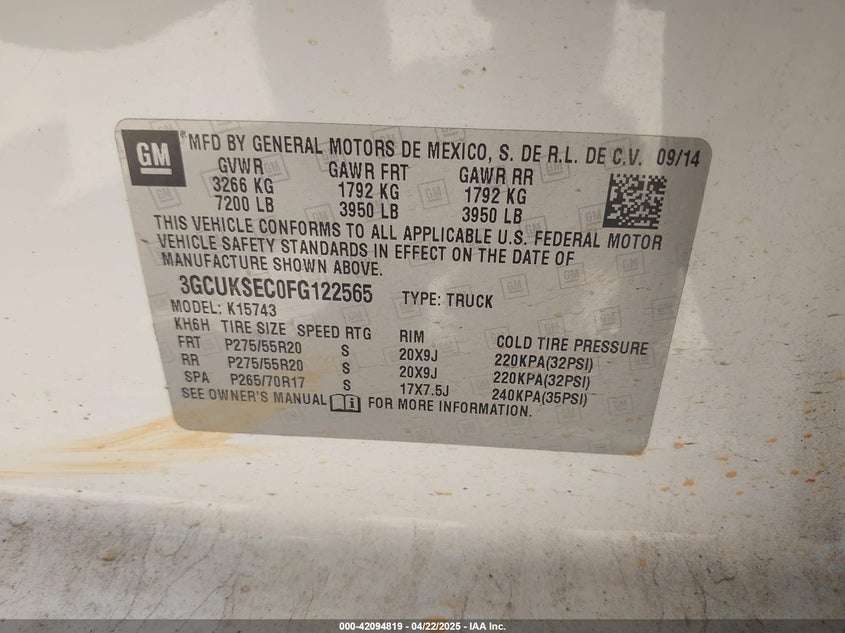 GM
MFD BY GENERAL MOTORS DE MEXICO, S. DE R.L. DE C.V. 09/14
GVWR GAWR FRT GAWR RR
3266 KG 1792 KG 1792 KG
7200 LB 3950 LB 3950 LB
THIS VEHICLE CONFORMS TO ALL APPLICABLE U.S. FEDERAL MOTOR
VEHICLE SAFETY STANDARDS IN EFFECT ON THE DATE OF
MANUFACTURE SHOWN ABOVE.
3GCUKSEC0FG122565 TYPE: TRUCK
MODEL: K15743
KH6H TIRE SIZE SPEED RTG RIM COLD TIRE PRESSURE
FRT P275/55R20 S 20X9J 220KPA(32PSI)
RR P275/55R20 S 20X9J 220KPA(32PSI)
SPA P265/70R17 S 17X7.5J 240KPA(35PSI)
SEE OWNER'S MANUAL FOR MORE INFORMATION.
000-42094819 - 04/22/2025 - IAA Inc.